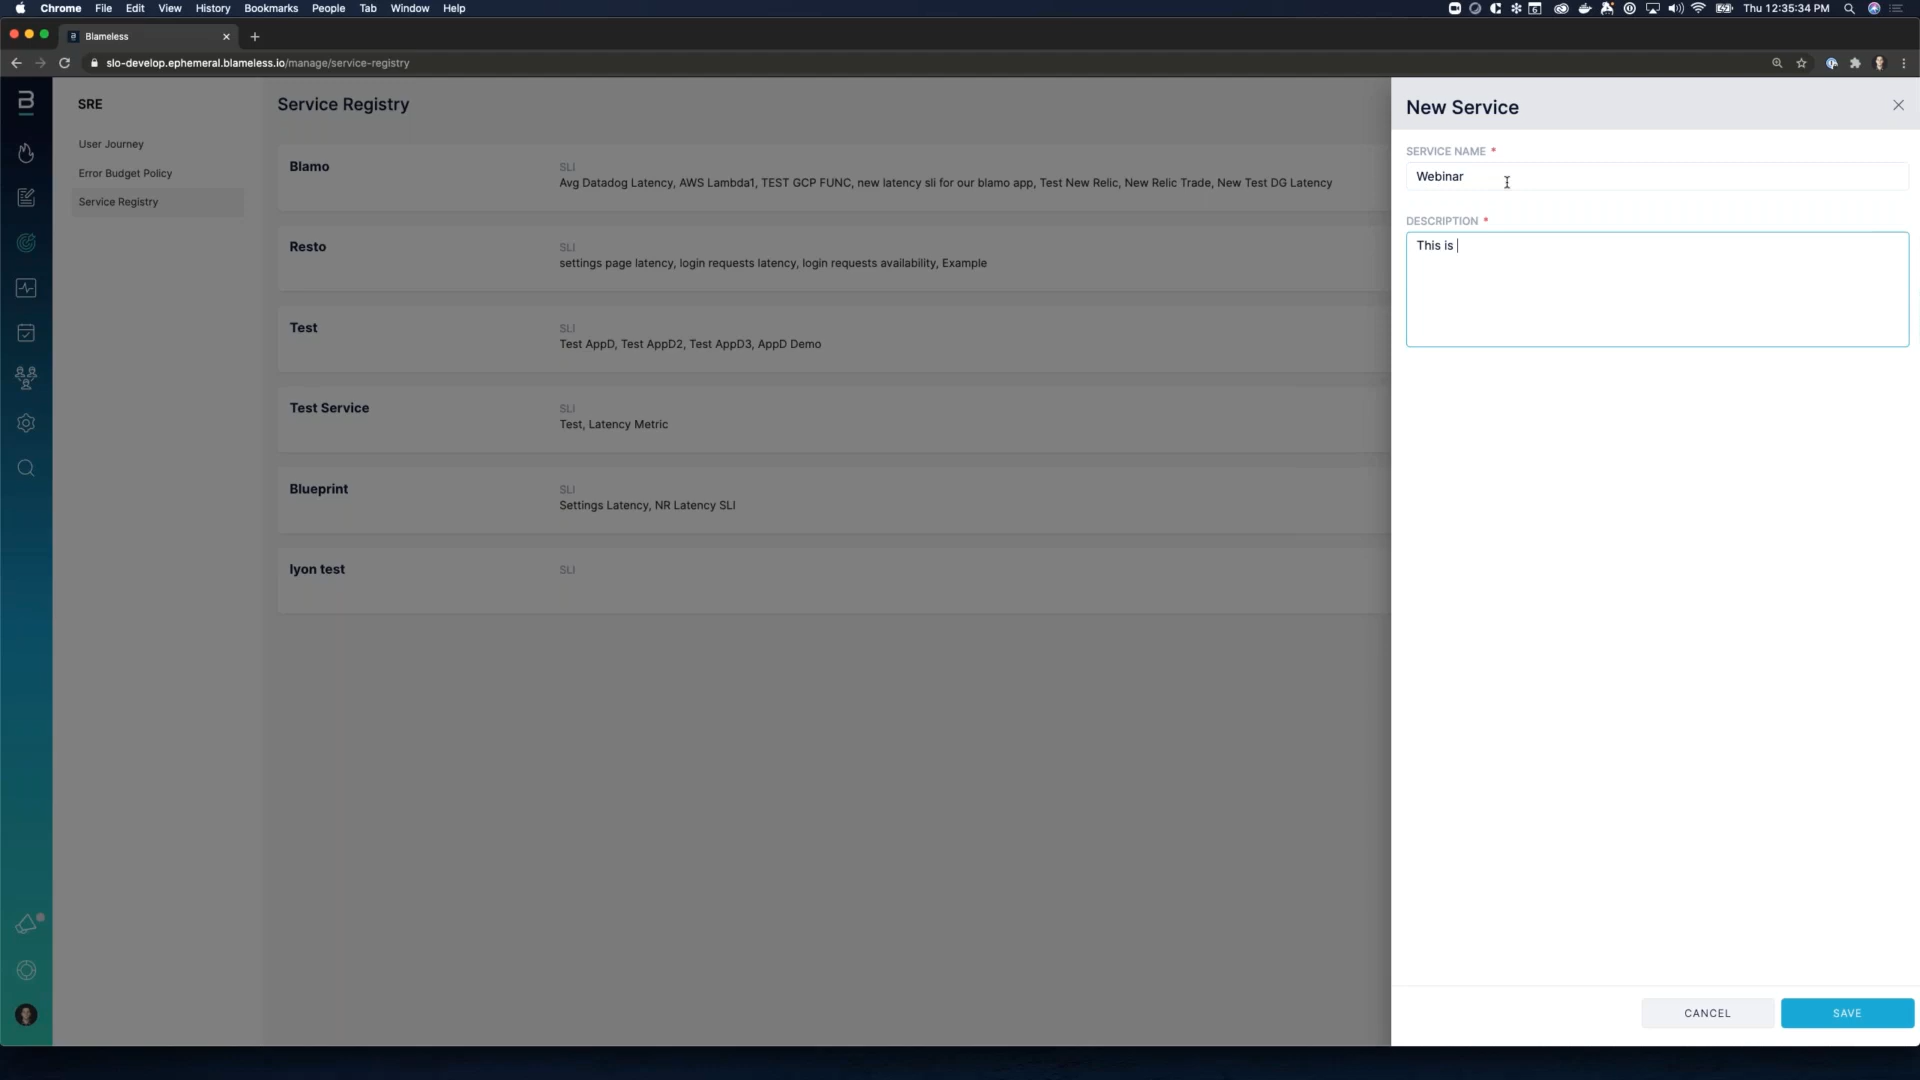 Chrome File Edit View History Bookmarks People Tab Window Help
Thu 12:35:34 PM
Blameless
slo-develop.ephemeral.blameless.io/manage/service-registry
SRE
User Journey
Error Budget Policy
Service Registry
Service Registry
Blamo
SLI
Avg Datadog Latency, AWS Lambda1, TEST GCP FUNC, new latency sli for our blamo app, Test New Relic, New Relic Trade, New Test DG Latency
Resto
SLI
settings page latency, login requests latency, login requests availability, Example
Test
SLI
Test AppD, Test AppD2, Test AppD3, AppD Demo
Test Service
SLI
Test, Latency Metric
Blueprint
SLI
Settings Latency, NR Latency SLI
lyon test
SLI
New Service
SERVICE NAME *
Webinar
DESCRIPTION *
This is
CANCEL
SAVE